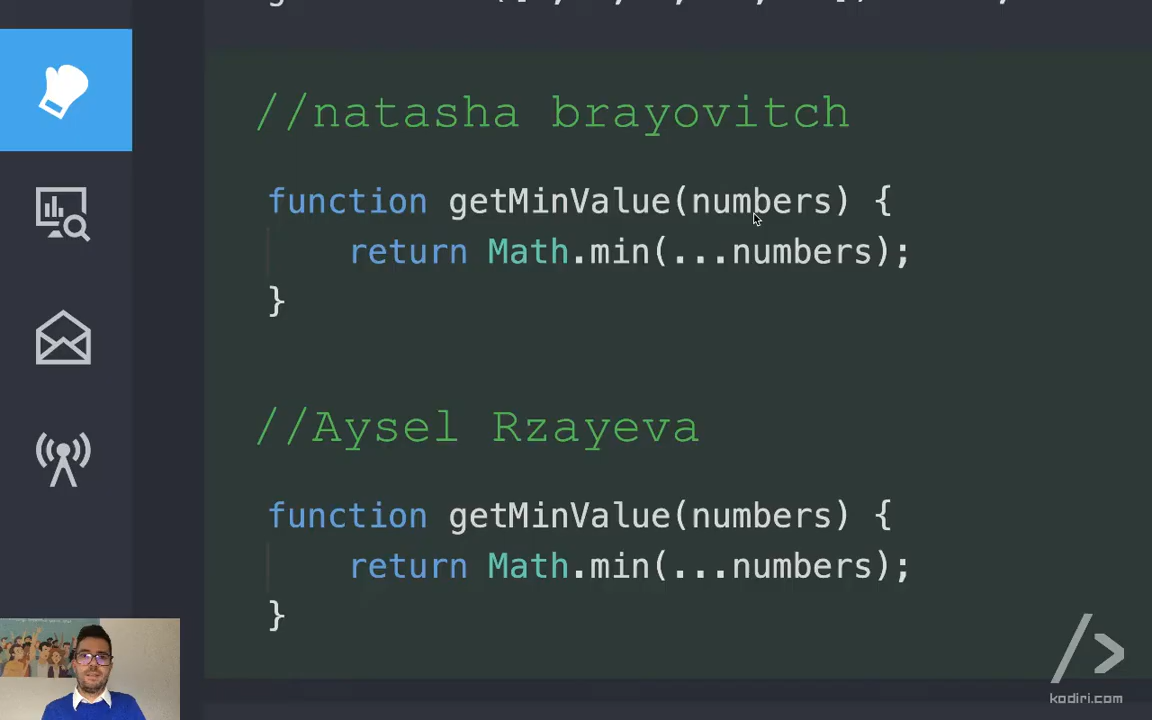 //natasha brayovitch
function getMinValue(numbers) {
return Math.min(...numbers);
}
//Aysel Rzayeva
function getMinValue(numbers) {
return Math.min(...numbers);
}
kodiri.com